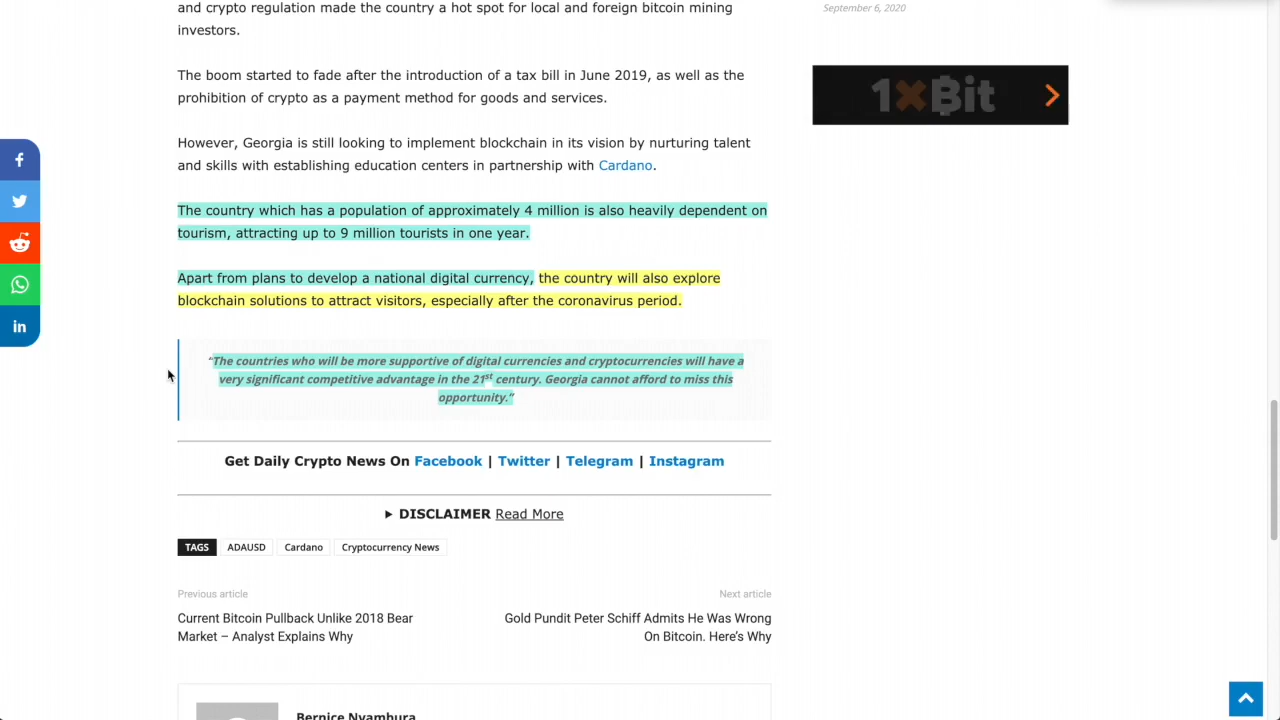 and crypto regulation made the country a hot spot for local and foreign bitcoin mining
investors.
The boom started to fade after the introduction of a tax bill in June 2019, as well as the
prohibition of crypto as a payment method for goods and services.
However, Georgia is still looking to implement blockchain in its vision by nurturing talent
and skills with establishing education centers in partnership with Cardano.
The country which has a population of approximately 4 million is also heavily dependent on
tourism, attracting up to 9 million tourists in one year.
Apart from plans to develop a national digital currency, the country will also explore
blockchain solutions to attract visitors, especially after the coronavirus period.
“The countries who will be more supportive of digital currencies and cryptocurrencies will have a
very significant competitive advantage in the 21st century. Georgia cannot afford to miss this
opportunity.”
Get Daily Crypto News On Facebook | Twitter | Telegram | Instagram
▶ DISCLAIMER Read More
TAGS ADAUSD Cardano Cryptocurrency News
Previous article
Current Bitcoin Pullback Unlike 2018 Bear
Market – Analyst Explains Why
Next article
Gold Pundit Peter Schiff Admits He Was Wrong
On Bitcoin. Here’s Why
Bernice Nyambura
September 6, 2020
1×Bit